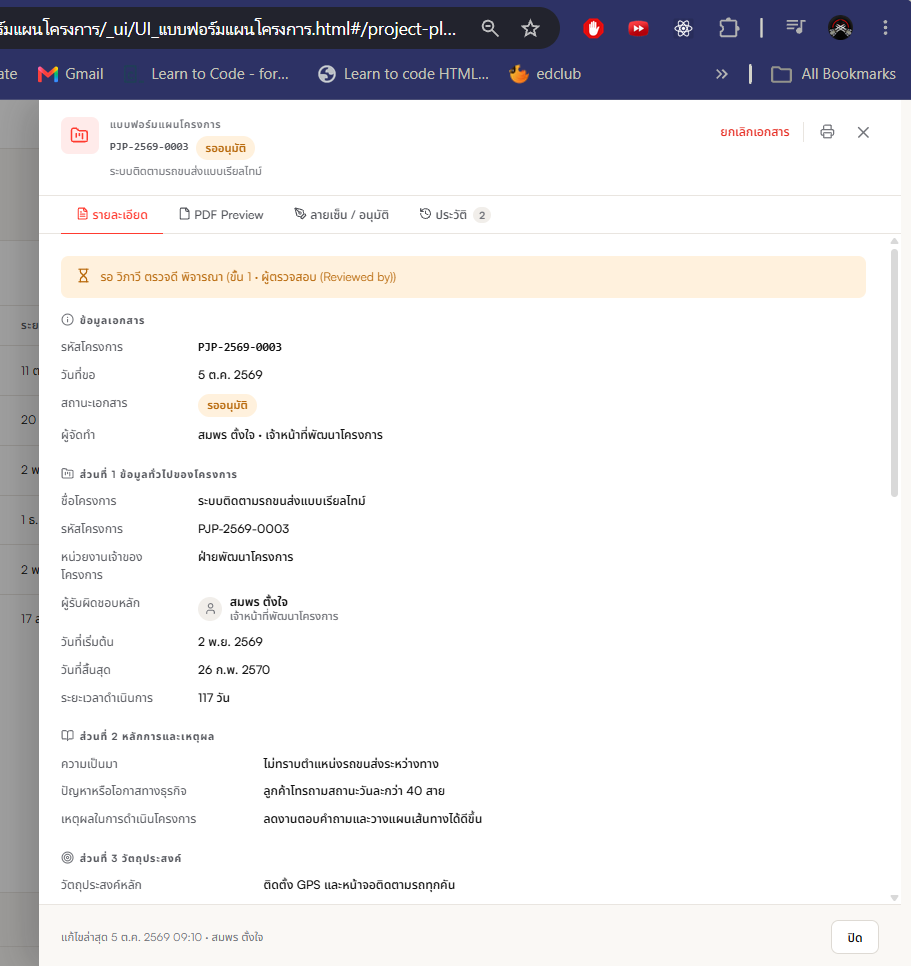 ร์มแผนโครงการ/_ui/UI_แบบฟอร์มแผนโครงการ.html#/project-pl...
ate Gmail Learn to Code - for... Learn to code HTML... edclub » All Bookmarks
แบบฟอร์มแผนโครงการ
PJP-2569-0003 รออนุมัติ
ระบบติดตามรถขนส่งแบบเรียลไทม์
ยกเลิกเอกสาร
รายละเอียด PDF Preview ลายเซ็น / อนุมัติ ประวัติ 2
รอ วิภาวี ตรวจดี พิจารณา (ขั้น 1 • ผู้ตรวจสอบ (Reviewed by))
ข้อมูลเอกสาร
รหัสโครงการ PJP-2569-0003
วันที่ขอ 5 ต.ค. 2569
สถานะเอกสาร รออนุมัติ
ผู้จัดทำ สมพร ตั้งใจ • เจ้าหน้าที่พัฒนาโครงการ
ส่วนที่ 1 ข้อมูลทั่วไปของโครงการ
ชื่อโครงการ ระบบติดตามรถขนส่งแบบเรียลไทม์
รหัสโครงการ PJP-2569-0003
หน่วยงานเจ้าของ ฝ่ายพัฒนาโครงการ
โครงการ
ผู้รับผิดชอบหลัก สมพร ตั้งใจ
เจ้าหน้าที่พัฒนาโครงการ
วันที่เริ่มต้น 2 พ.ย. 2569
วันที่สิ้นสุด 26 ก.พ. 2570
ระยะเวลาดำเนินการ 117 วัน
ส่วนที่ 2 หลักการและเหตุผล
ความเป็นมา ไม่ทราบตำแหน่งรถขนส่งระหว่างทาง
ปัญหาหรือโอกาสทางธุรกิจ ลูกค้าโทรถามสถานะวันละกว่า 40 สาย
เหตุผลในการดำเนินโครงการ ลดงานตอบคำถามและวางแผนเส้นทางได้ดีขึ้น
ส่วนที่ 3 วัตถุประสงค์
วัตถุประสงค์หลัก ติดตั้ง GPS และหน้าจอติดตามรถทุกคัน
แก้ไขล่าสุด 5 ต.ค. 2569 09:10 • สมพร ตั้งใจ
ปิด
ระย
11 ต
20
2 พ
1 ธ.
2 พ
17 ส